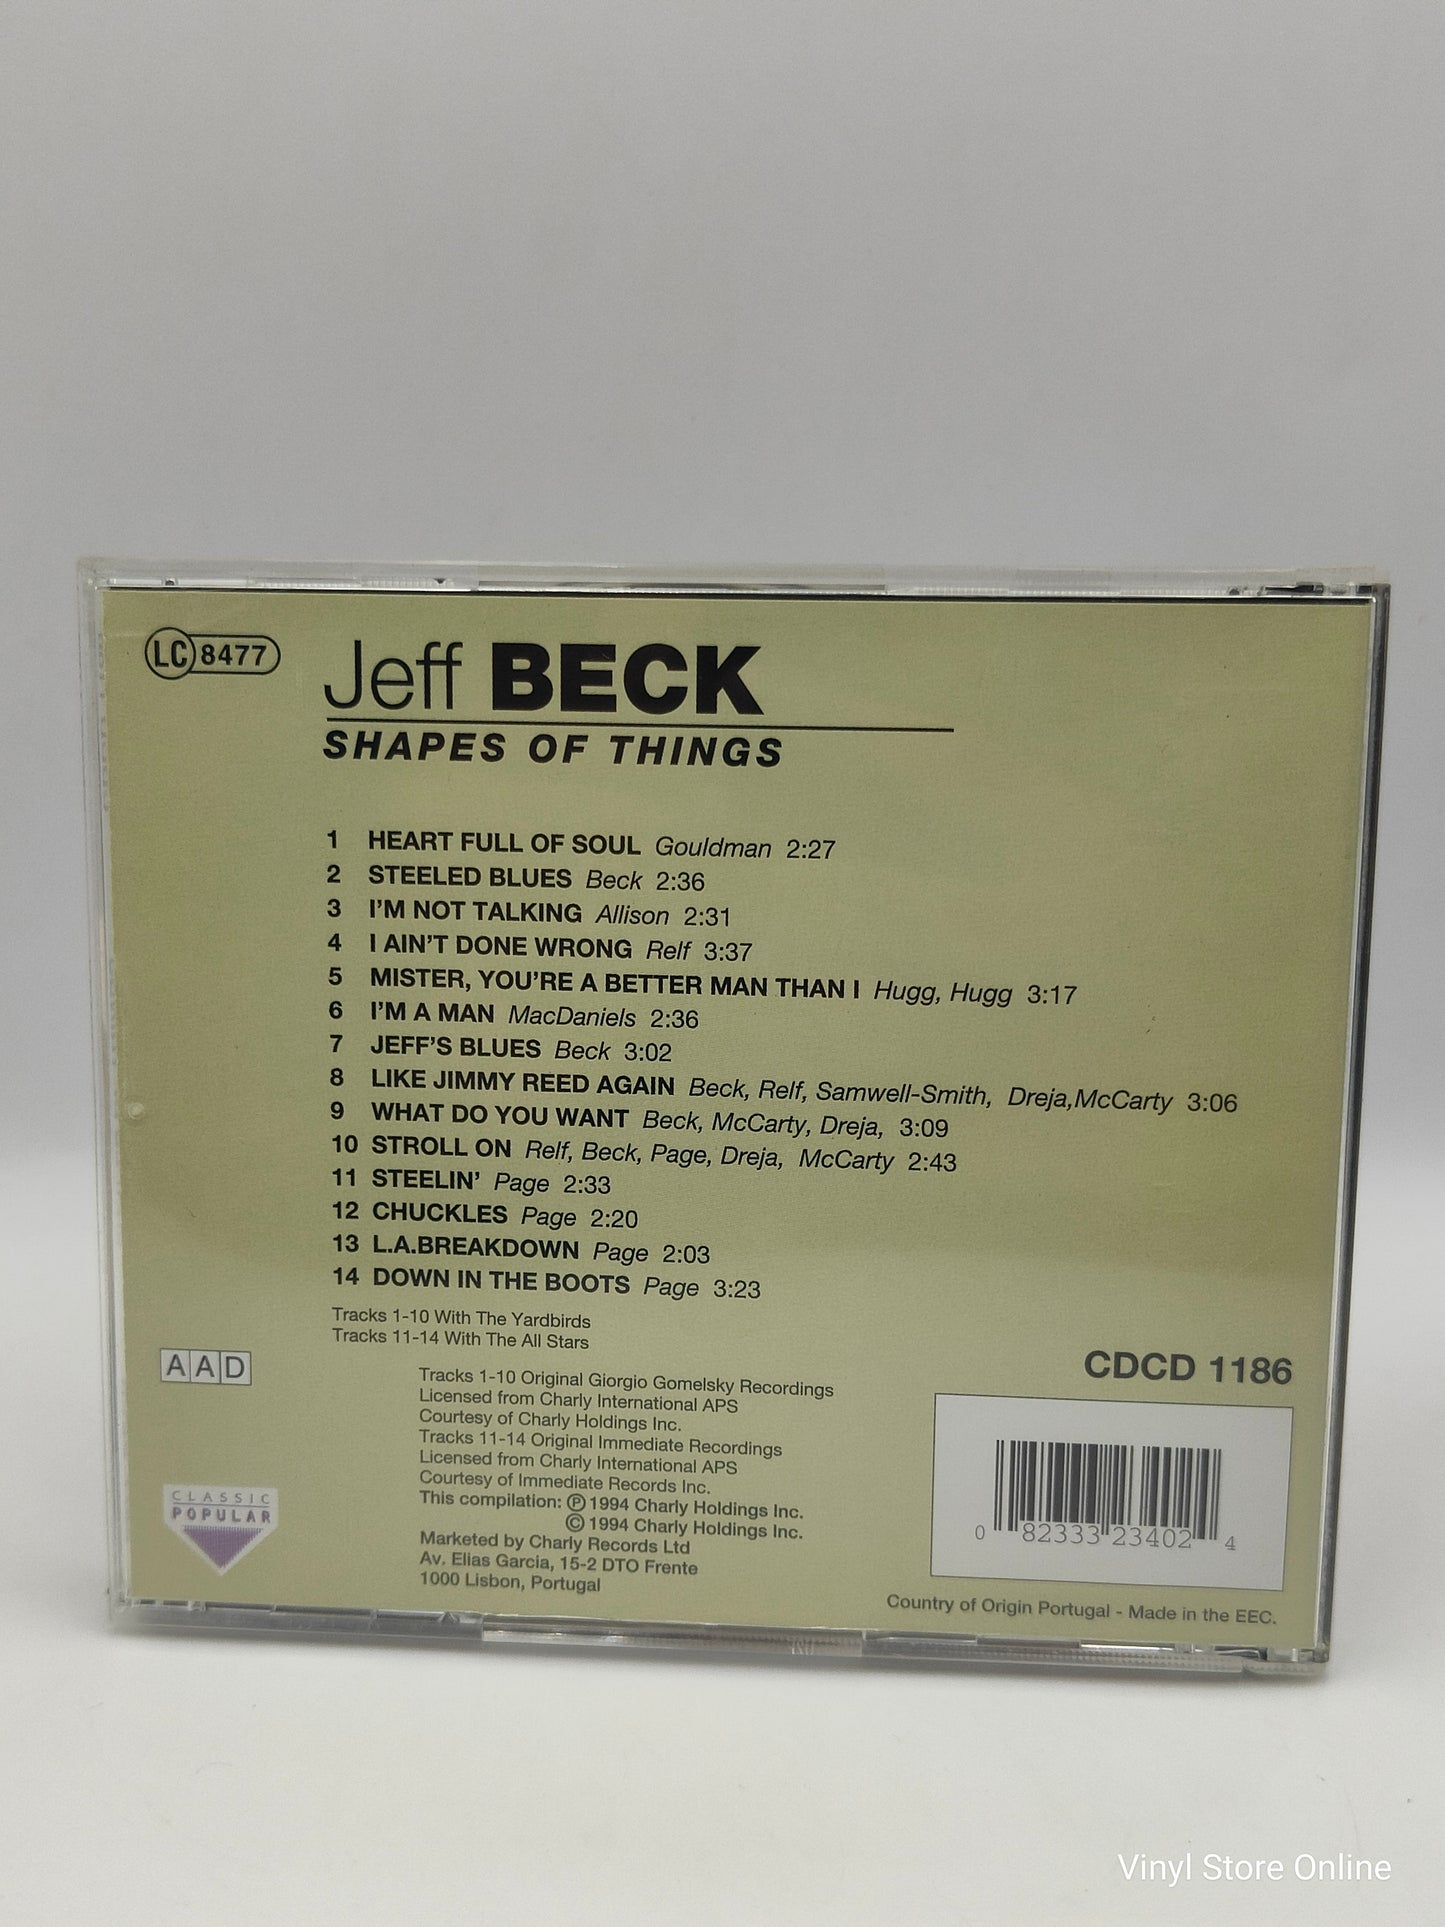 LC 8477
Jeff BECK
SHAPES OF THINGS
1 HEART FULL OF SOUL Gouldman 2:27
2 STEELED BLUES Beck 2:36
3 I'M NOT TALKING Allison 2:31
4 I AIN'T DONE WRONG Relf 3:37
5 MISTER, YOU'RE A BETTER MAN THAN I Hugg, Hugg 3:17
6 I'M A MAN MacDaniels 2:36
7 JEFF'S BLUES Beck 3:02
8 LIKE JIMMY REED AGAIN Beck, Relf, Samwell-Smith, Dreja,McCarty 3:06
9 WHAT DO YOU WANT Beck, McCarty, Dreja, 3:09
10 STROLL ON Relf, Beck, Page, Dreja, McCarty 2:43
11 STEELIN' Page 2:33
12 CHUCKLES Page 2:20
13 L.A.BREAKDOWN Page 2:03
14 DOWN IN THE BOOTS Page 3:23
Tracks 1-10 With The Yardbirds
Tracks 11-14 With The All Stars
AAD
Tracks 1-10 Original Giorgio Gomelsky Recordings
Licensed from Charly International APS
Courtesy of Charly Holdings Inc.
Tracks 11-14 Original Immediate Recordings
Licensed from Charly International APS
Courtesy of Immediate Records Inc.
This compilation: ℗ 1994 Charly Holdings Inc.
© 1994 Charly Holdings Inc.
Marketed by Charly Records Ltd
Av. Elias Garcia, 15-2 DTO Frente
1000 Lisbon, Portugal
CLASSIC
POPULAR
CDCD 1186
0 82333 23402 4
Country of Origin Portugal - Made in the EEC.
Vinyl Store Online